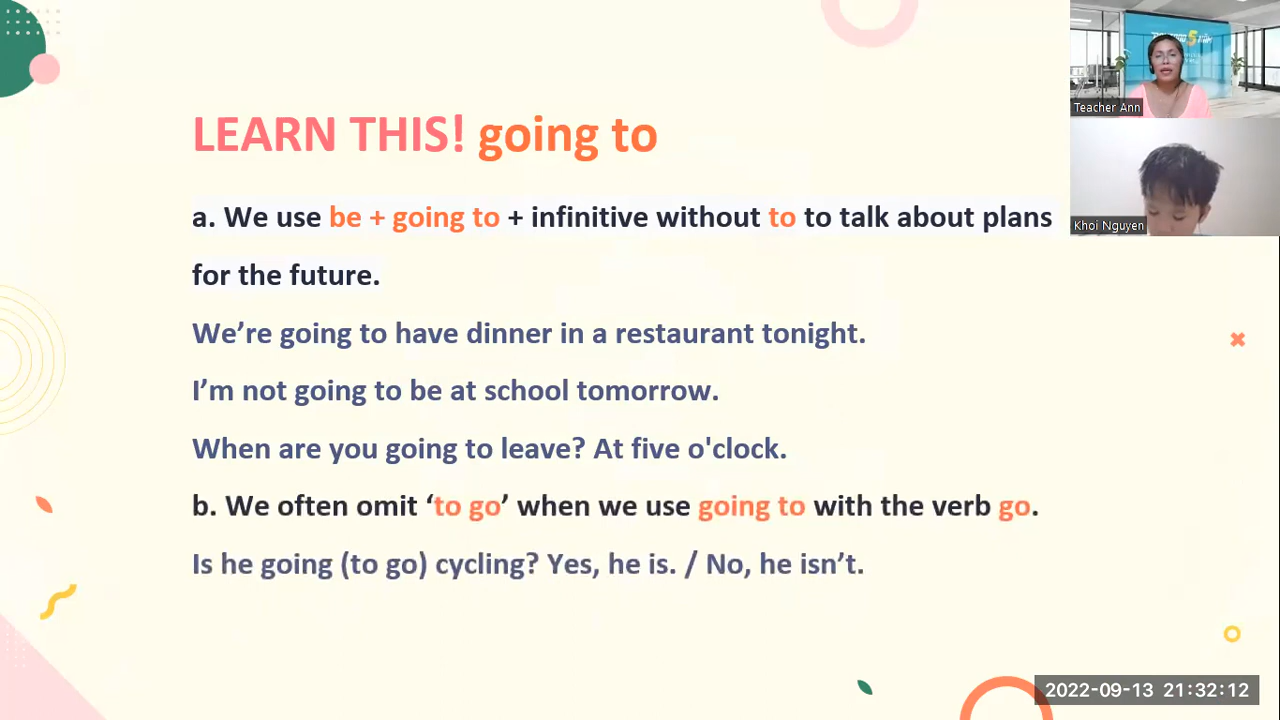 LEARN THIS! going to
a. We use be + going to + infinitive without to to talk about plans
for the future.
We’re going to have dinner in a restaurant tonight.
I’m not going to be at school tomorrow.
When are you going to leave? At five o'clock.
b. We often omit ‘to go’ when we use going to with the verb go.
Is he going (to go) cycling? Yes, he is. / No, he isn’t.
Teacher Ann
Khoi Nguyen
2022-09-13 21:32:12